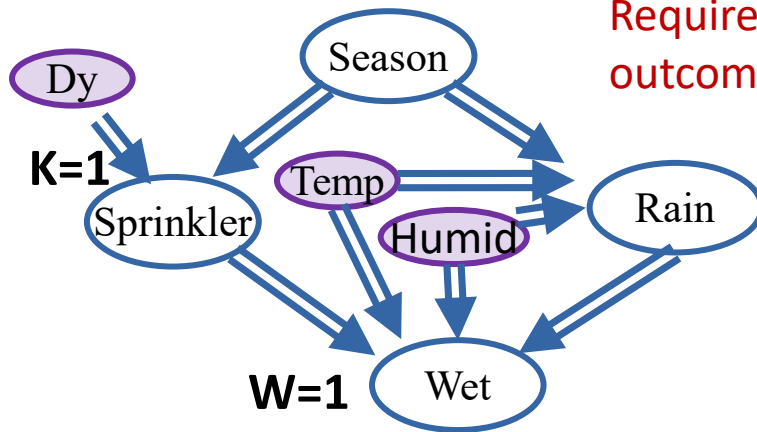 Require
outcom
Season
Dy
K=1
Temp
Sprinkler
Humid
Rain
W=1
Wet